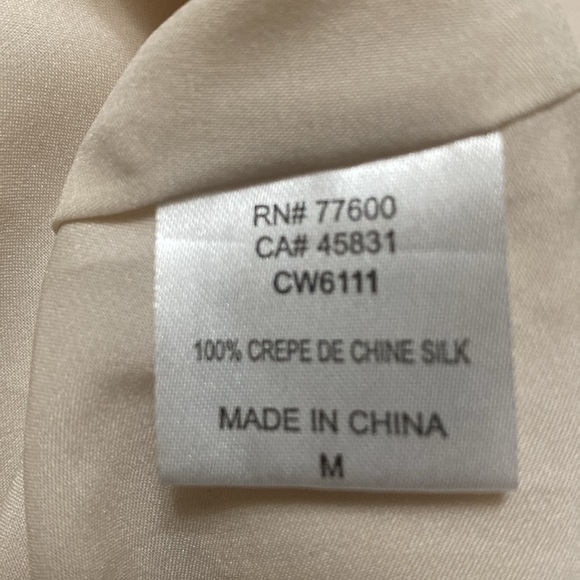 RN# 77600
CA# 45831
CW6111
100% CREPE DE CHINE SILK
MADE IN CHINA
M